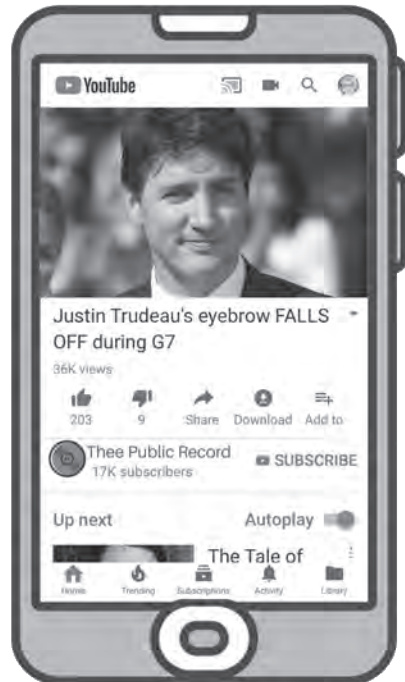 YouTube
Justin Trudeau's eyebrow FALLS
OFF during G7
36K views
203
9
Share
Download
Add to
Thee Public Record
17K subscribers
SUBSCRIBE
Up next
Autoplay
The Tale of
Home
Trending
Subscriptions
Activity
Library